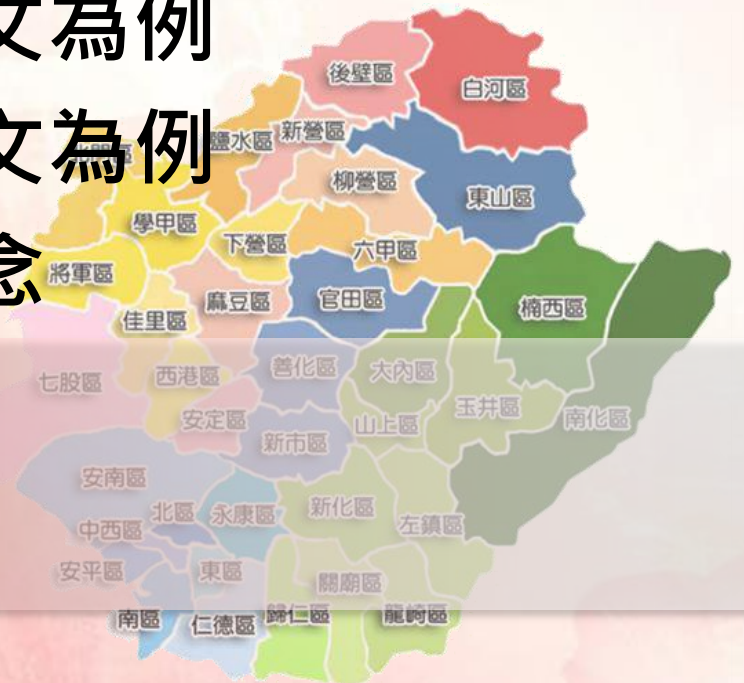 文為例
文為例
念
後壁區
白河區
鹽水區
新營區
北門區
柳營區
東山區
學甲區
下營區
六甲區
將軍區
麻豆區
官田區
楠西區
佳里區
七股區
西港區
善化區
大內區
玉井區
安定區
山上區
南化區
新市區
安南區
北區
永康區
新化區
中西區
左鎮區
安平區
東區
關廟區
南區
仁德區
歸仁區
龍崎區